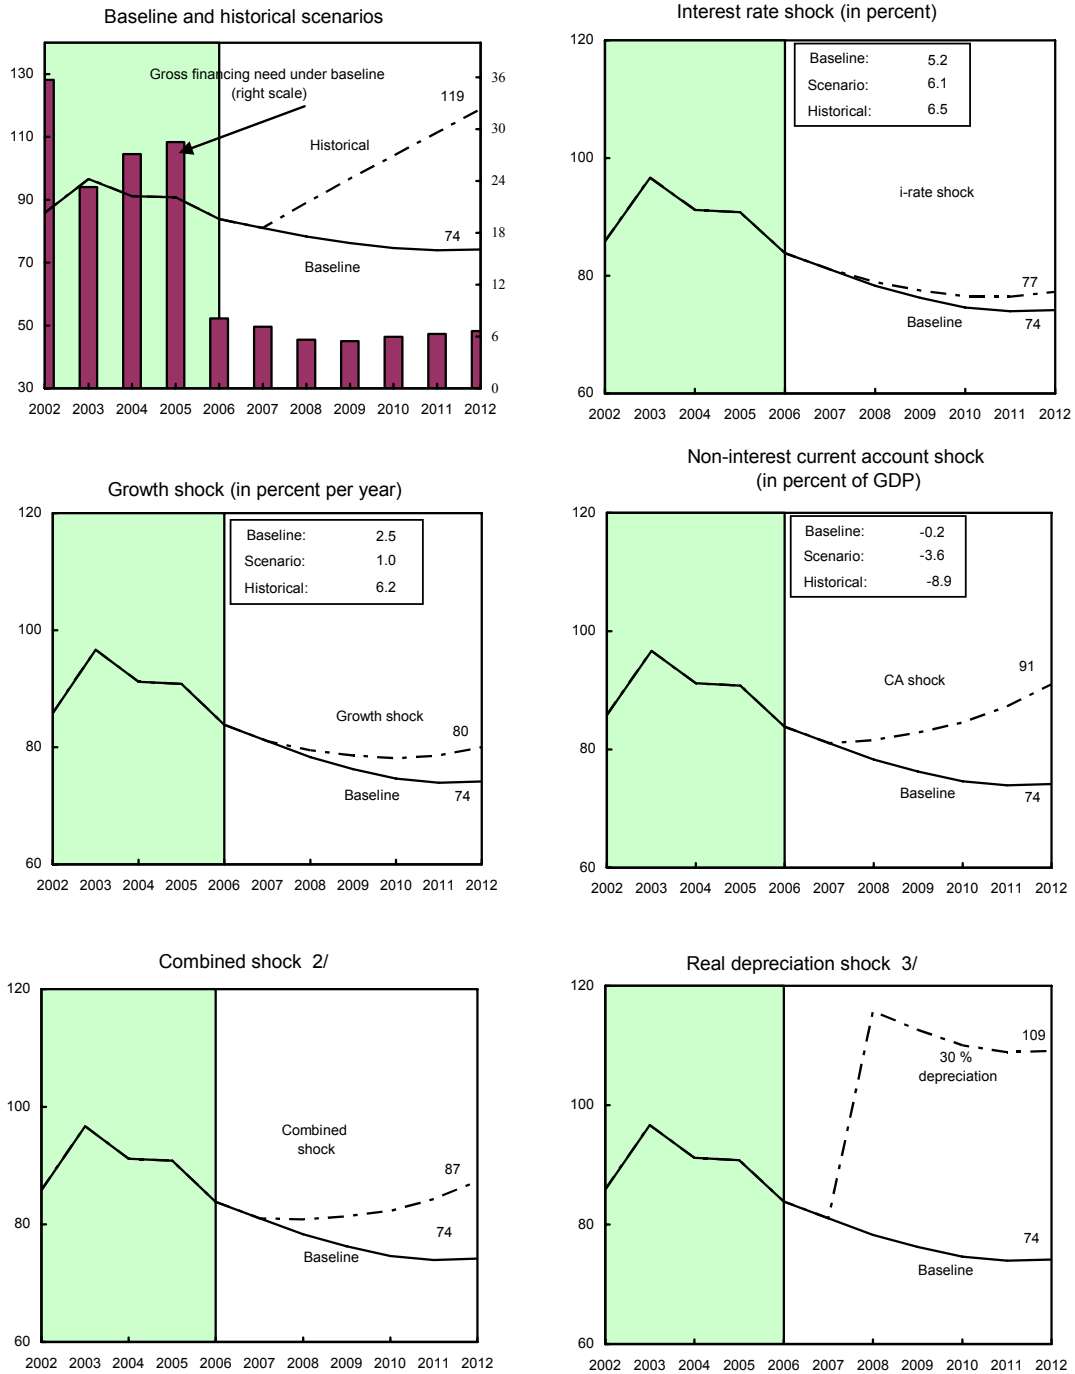 Baseline and historical scenarios
130
110
90
70
50
30
36
30
24
18
12
6
0
Gross financing need under baseline
(right scale)
119
Historical
74
Baseline
2002 2003 2004 2005 2006 2007 2008 2009 2010 2011 2012
Interest rate shock (in percent)
120
100
80
60
Baseline: 5.2
Scenario: 6.1
Historical: 6.5
i-rate shock
77
Baseline
74
2002 2003 2004 2005 2006 2007 2008 2009 2010 2011 2012
Growth shock (in percent per year)
120
100
80
60
Baseline: 2.5
Scenario: 1.0
Historical: 6.2
Growth shock
80
Baseline
74
2002 2003 2004 2005 2006 2007 2008 2009 2010 2011 2012
Non-interest current account shock
(in percent of GDP)
120
100
80
60
Baseline: -0.2
Scenario: -3.6
Historical: -8.9
CA shock
91
Baseline
74
2002 2003 2004 2005 2006 2007 2008 2009 2010 2011 2012
Combined shock 2/
120
100
80
60
Combined
shock
87
74
Baseline
2002 2003 2004 2005 2006 2007 2008 2009 2010 2011 2012
Real depreciation shock 3/
120
100
80
60
109
30 %
depreciation
74
Baseline
2002 2003 2004 2005 2006 2007 2008 2009 2010 2011 2012